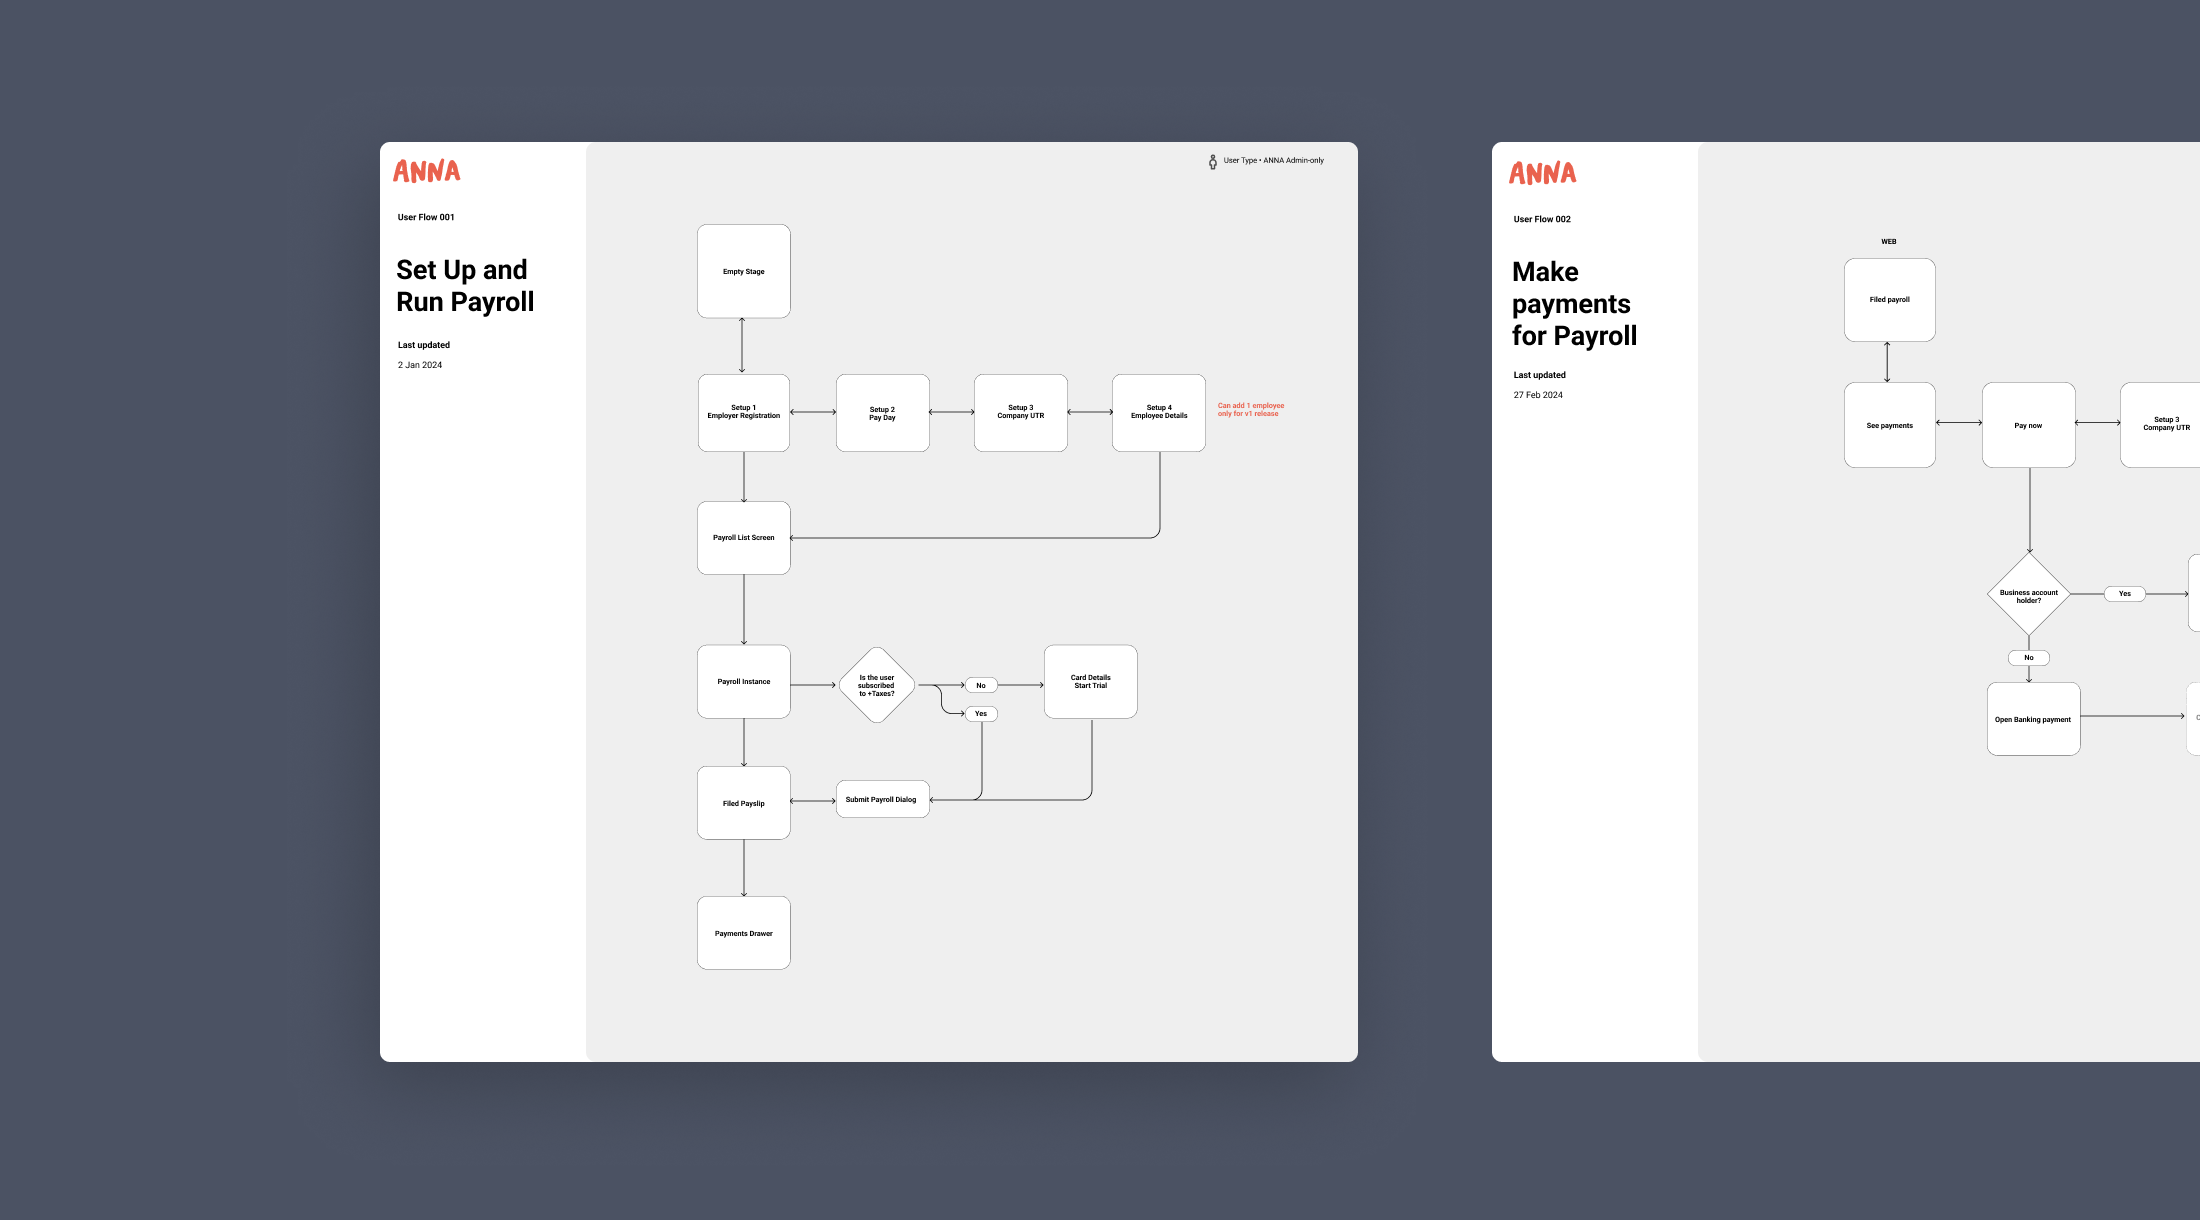 ANNA
User Flow 001
Set Up and
Run Payroll
Last updated
2 Jan 2024
User Type • ANNA Admin-only
Empty Stage
Setup 1
Employer Registration
Setup 2
Pay Day
Setup 3
Company UTR
Setup 4
Employee Details
Can add 1 employee
only for v1 release
Payroll List Screen
Payroll Instance
Is the user
subscribed
to +Taxes?
No
Yes
Card Details
Start Trial
Filed Payslip
Submit Payroll Dialog
Payments Drawer
ANNA
User Flow 002
Make
payments
for Payroll
Last updated
27 Feb 2024
WEB
Filed payroll
See payments
Pay now
Setup 3
Company UTR
Business account
holder?
Yes
No
Open Banking payment